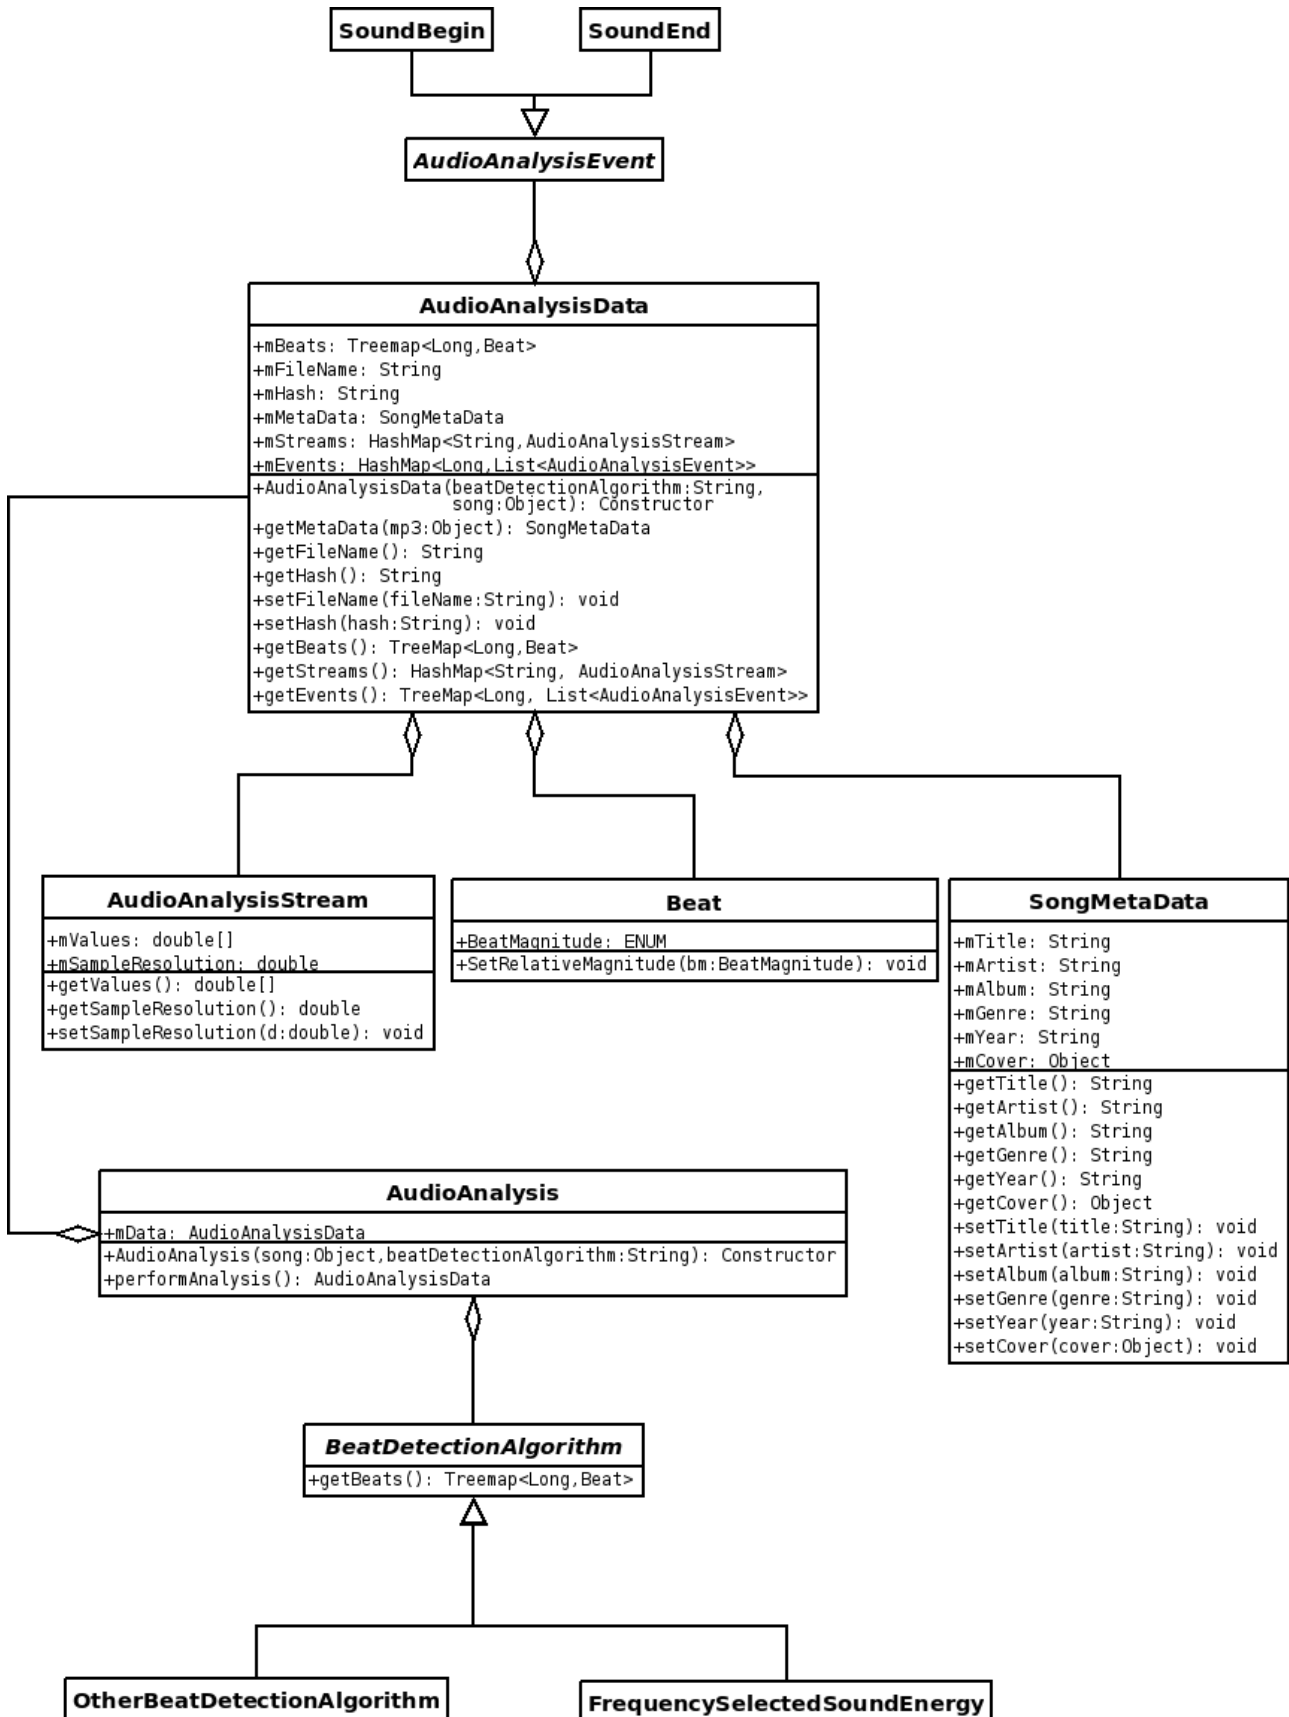 SoundBegin
SoundEnd
AudioAnalysisEvent
AudioAnalysisData
+mBeats: Treemap<Long,Beat>
+mFileName: String
+mHash: String
+mMetaData: SongMetaData
+mStreams: HashMap<String,AudioAnalysisStream>
+mEvents: HashMap<Long,List<AudioAnalysisEvent>>
+AudioAnalysisData(beatDetectionAlgorithm:String,
song:Object): Constructor
+getMetaData(mp3:Object): SongMetaData
+getFileName(): String
+getHash(): String
+setFileName(fileName:String): void
+setHash(hash:String): void
+getBeats(): TreeMap<Long,Beat>
+getStreams(): HashMap<String, AudioAnalysisStream>
+getEvents(): TreeMap<Long, List<AudioAnalysisEvent>>
AudioAnalysisStream
+mValues: double[]
+mSampleResolution: double
+getValues(): double[]
+getSampleResolution(): double
+setSampleResolution(d:double): void
Beat
+BeatMagnitude: ENUM
+SetRelativeMagnitude(bm:BeatMagnitude): void
SongMetaData
+mTitle: String
+mArtist: String
+mAlbum: String
+mGenre: String
+mYear: String
+mCover: Object
+getTitle(): String
+getArtist(): String
+getAlbum(): String
+getGenre(): String
+getYear(): String
+getCover(): Object
+setTitle(title:String): void
+setArtist(artist:String): void
+setAlbum(album:String): void
+setGenre(genre:String): void
+setYear(year:String): void
+setCover(cover:Object): void
AudioAnalysis
+mData: AudioAnalysisData
+AudioAnalysis(song:Object,beatDetectionAlgorithm:String): Constructor
+performAnalysis(): AudioAnalysisData
BeatDetectionAlgorithm
+getBeats(): Treemap<Long,Beat>
OtherBeatDetectionAlgorithm
FrequencySelectedSoundEnergy